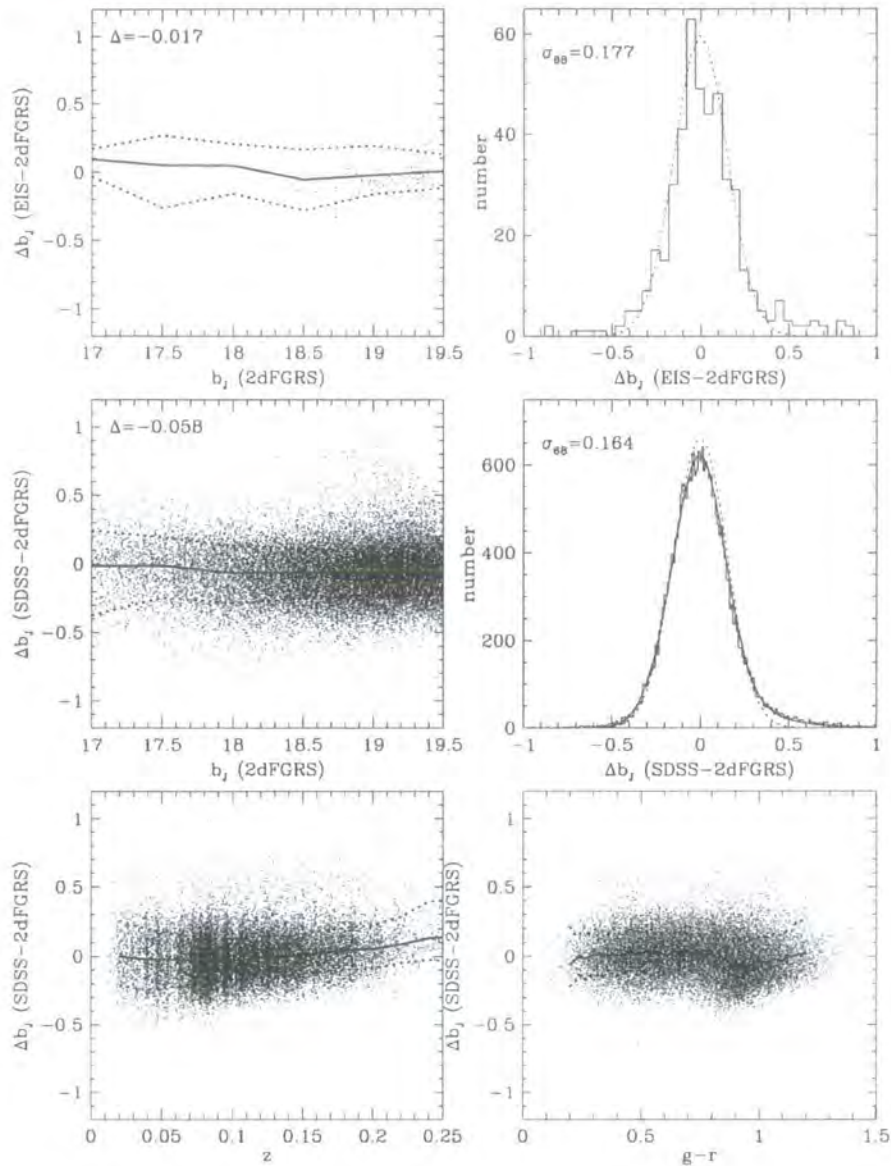 Δ=−0.017
1
0.5
0
−0.5
−1
Δb_J (EIS−2dFGRS)
17 17.5 18 18.5 19 19.5
b_J (2dFGRS)
σ_68=0.177
60
40
20
0
number
−1 −0.5 0 0.5 1
Δb_J (EIS−2dFGRS)
Δ=−0.058
1
0.5
0
−0.5
−1
Δb_J (SDSS−2dFGRS)
17 17.5 18 18.5 19 19.5
b_J (2dFGRS)
σ_68=0.164
600
400
200
0
number
−1 −0.5 0 0.5 1
Δb_J (SDSS−2dFGRS)
1
0.5
0
−0.5
−1
Δb_J (SDSS−2dFGRS)
0 0.05 0.1 0.15 0.2 0.25
z
1
0.5
0
−0.5
−1
Δb_J (SDSS−2dFGRS)
0 0.5 1 1.5
g−r